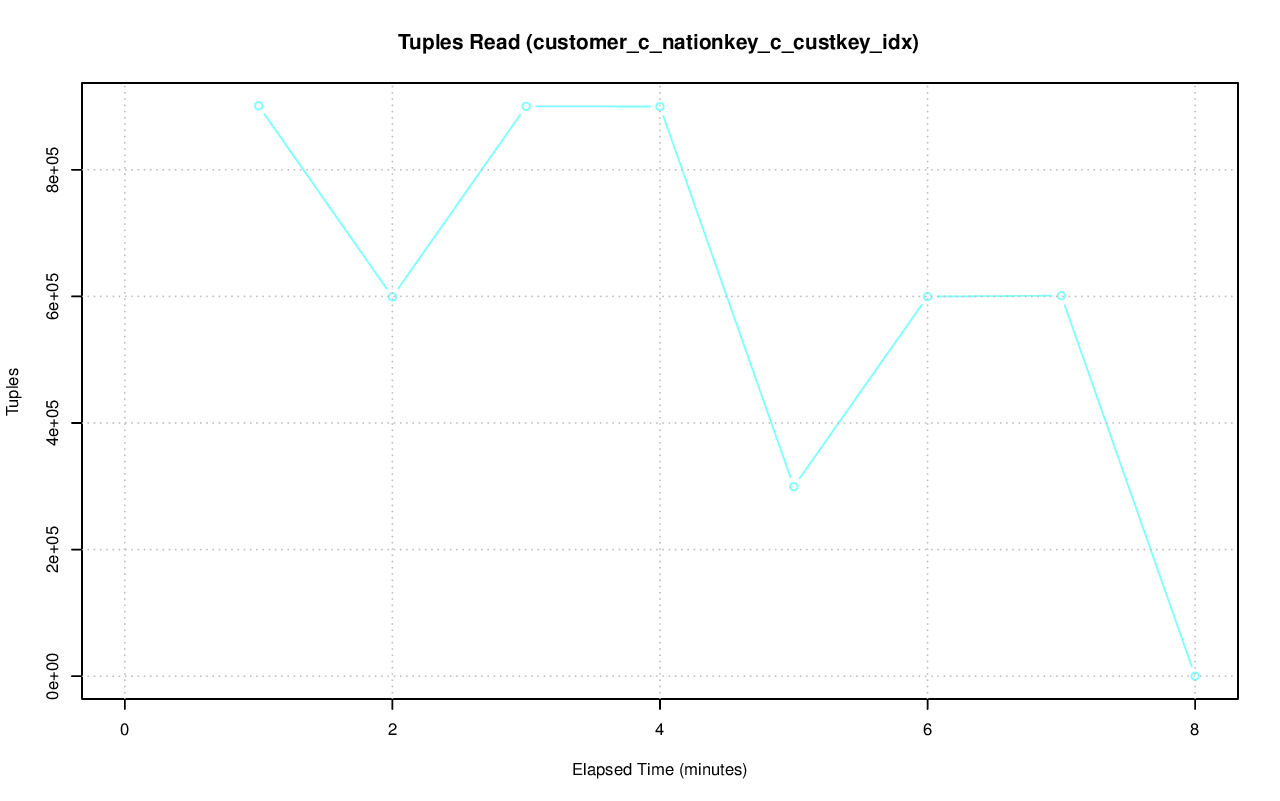 Tuples Read (customer_c_nationkey_c_custkey_idx)
8e+05
6e+05
4e+05
2e+05
0e+00
Tuples
0 2 4 6 8
Elapsed Time (minutes)